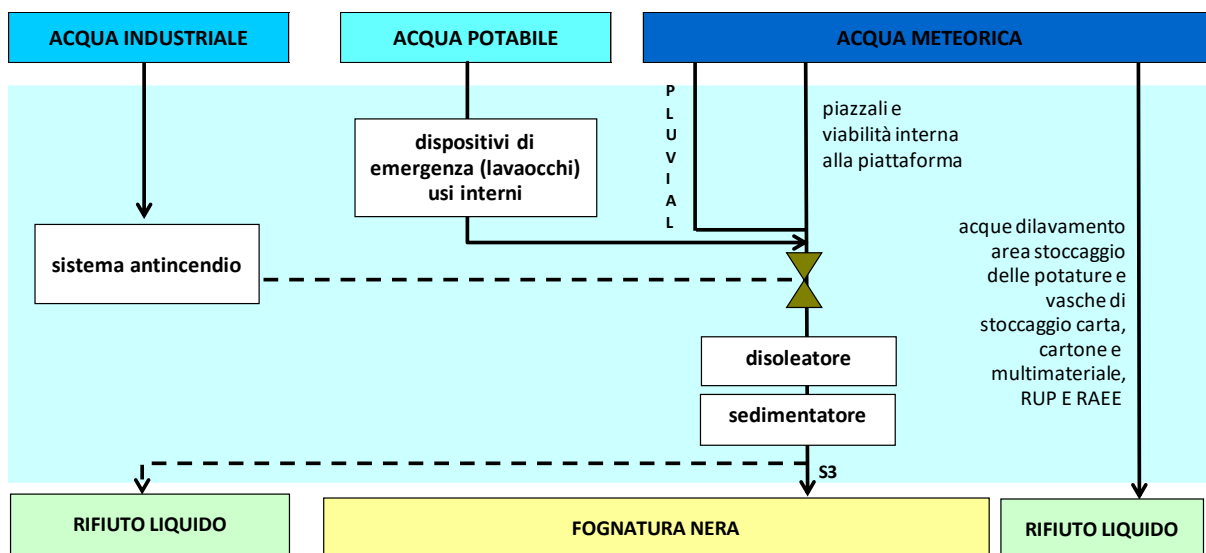 ACQUA INDUSTRIALE
ACQUA POTABILE
ACQUA METEORICA
PLUVIAL
piazzali e
viabilità interna
alla piattaforma
dispositivi di
emergenza (lavaocchi)
usi interni
sistema antincendio
acque dilavamento
area stoccaggio
delle potature e
vasche di
stoccaggio carta,
cartone e
multimateriale,
RUP E RAEE
disoleatore
sedimentatore
S3
RIFIUTO LIQUIDO
FOGNATURA NERA
RIFIUTO LIQUIDO